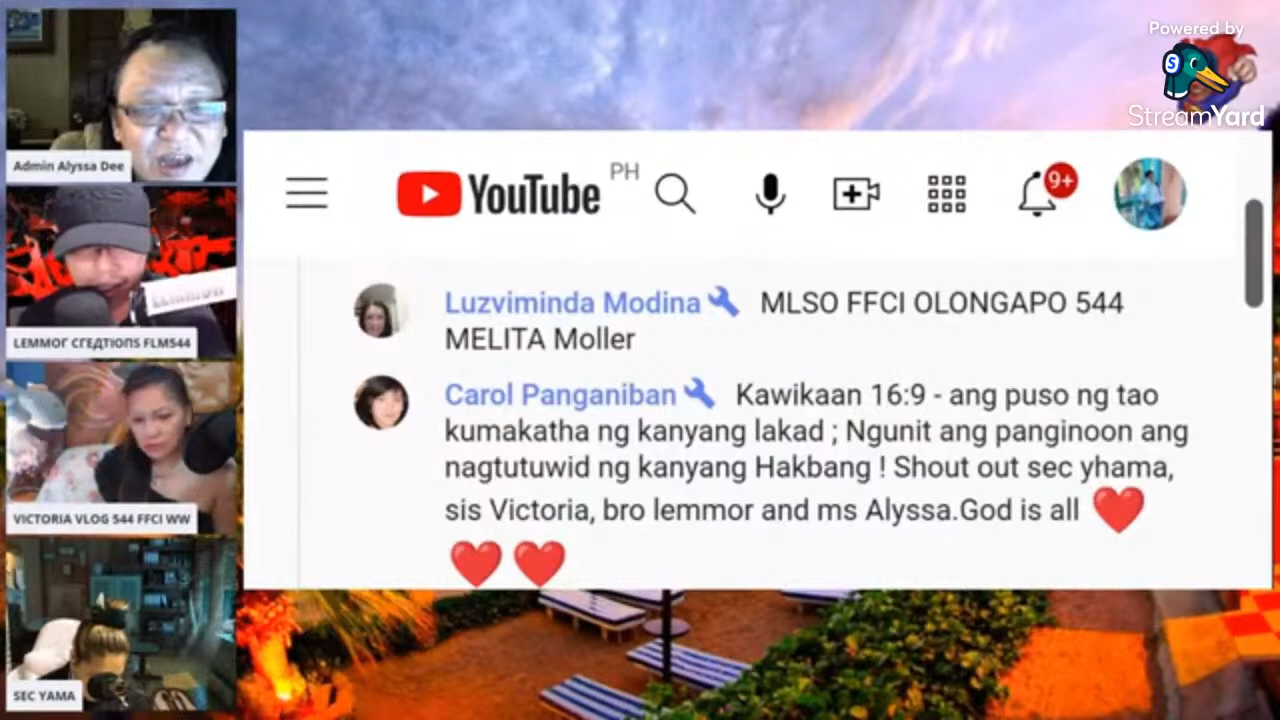 Powered by
StreamYard
Admin Alyssa Dee
LEMMOГ СГЕДTIOПS FLM544
VICTORIA VLOG 544 FFCI WW
SEC YAMA
YouTube PH
9+
Luzviminda Modina MLSO FFCI OLONGAPO 544
MELITA Moller
Carol Panganiban Kawikaan 16:9 - ang puso ng tao
kumakatha ng kanyang lakad ; Ngunit ang panginoon ang
nagtutuwid ng kanyang Hakbang ! Shout out sec yhama,
sis Victoria, bro lemmor and ms Alyssa.God is all ❤️
❤️ ❤️